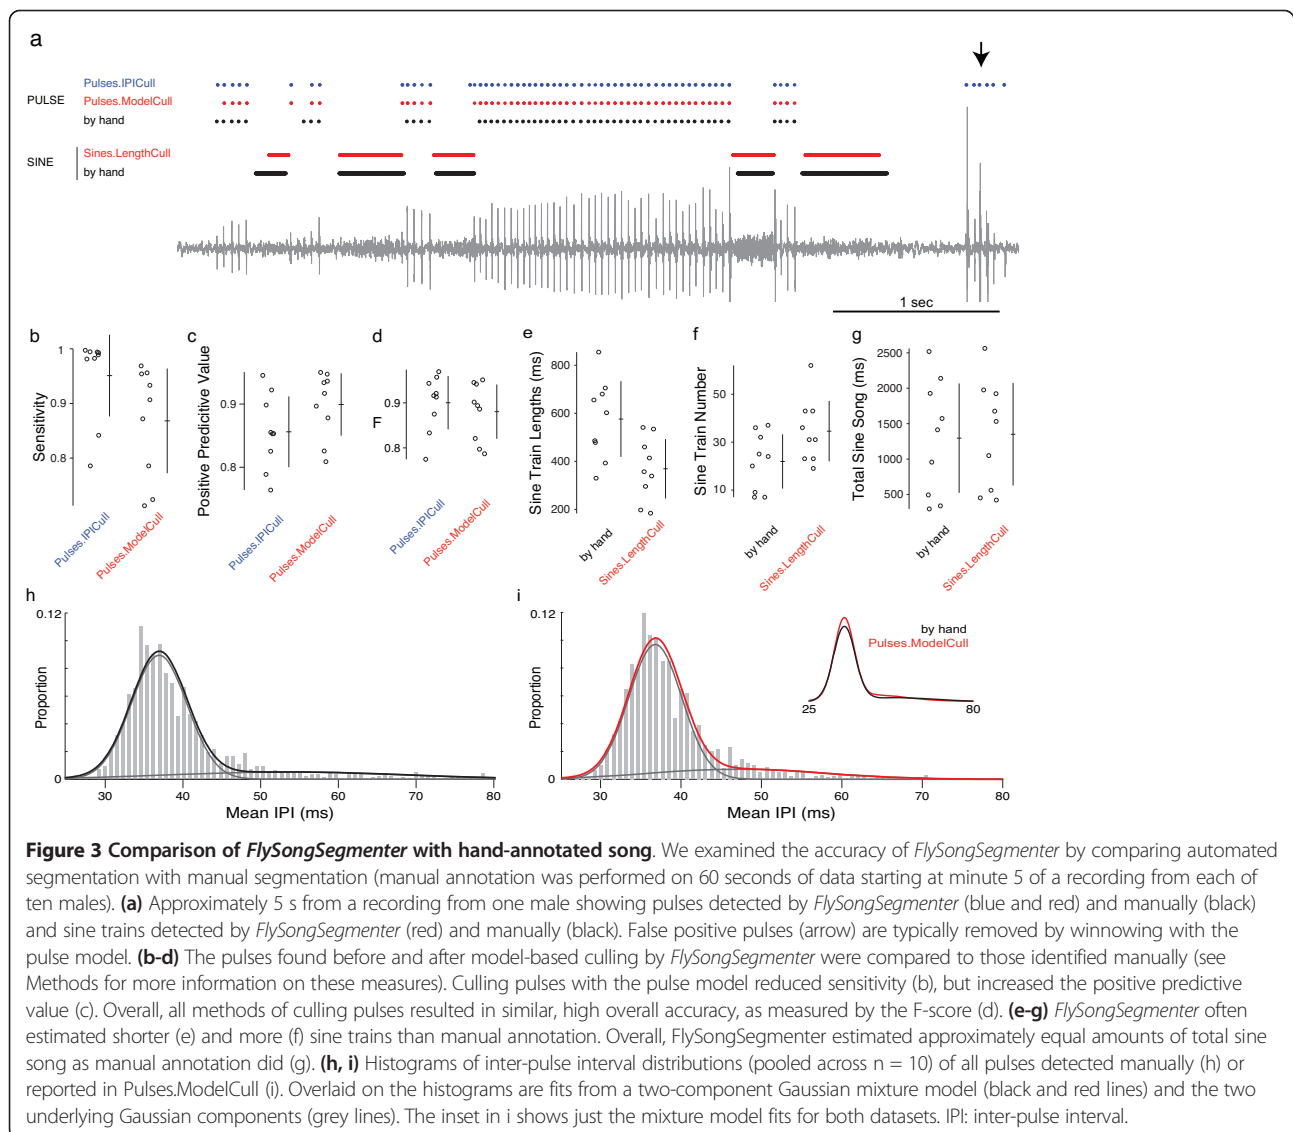 a
Pulses.IPICull
PULSE
Pulses.ModelCull
by hand
Sines.LengthCull
SINE
by hand
1 sec
b
Sensitivity
1
0.9
0.8
Pulses.IPICull
Pulses.ModelCull
c
Positive Predicitive Value
0.9
0.8
Pulses.IPICull
Pulses.ModelCull
d
F
0.9
0.8
Pulses.IPICull
Pulses.ModelCull
e
Sine Train Lengths (ms)
800
600
400
200
by hand
Sines.LengthCull
f
Sine Train Number
50
30
10
by hand
Sines.LengthCull
g
Total Sine Song (ms)
2500
2000
1500
1000
500
by hand
Sines.LengthCull
h
Proportion
0.12
0
30
40
50
60
70
80
Mean IPI (ms)
i
Proportion
0.12
0
30
40
50
60
70
80
Mean IPI (ms)
by hand
Pulses.ModelCull
25
80
Figure 3 Comparison of FlySongSegmenter with hand-annotated song. We examined the accuracy of FlySongSegmenter by comparing automated
segmentation with manual segmentation (manual annotation was performed on 60 seconds of data starting at minute 5 of a recording from each of
ten males). (a) Approximately 5 s from a recording from one male showing pulses detected by FlySongSegmenter (blue and red) and manually (black)
and sine trains detected by FlySongSegmenter (red) and manually (black). False positive pulses (arrow) are typically removed by winnowing with the
pulse model. (b-d) The pulses found before and after model-based culling by FlySongSegmenter were compared to those identified manually (see
Methods for more information on these measures). Culling pulses with the pulse model reduced sensitivity (b), but increased the positive predictive
value (c). Overall, all methods of culling pulses resulted in similar, high overall accuracy, as measured by the F-score (d). (e-g) FlySongSegmenter often
estimated shorter (e) and more (f) sine trains than manual annotation. Overall, FlySongSegmenter estimated approximately equal amounts of total sine
song as manual annotation did (g). (h, i) Histograms of inter-pulse interval distributions (pooled across n = 10) of all pulses detected manually (h) or
reported in Pulses.ModelCull (i). Overlaid on the histograms are fits from a two-component Gaussian mixture model (black and red lines) and the two
underlying Gaussian components (grey lines). The inset in i shows just the mixture model fits for both datasets. IPI: inter-pulse interval.